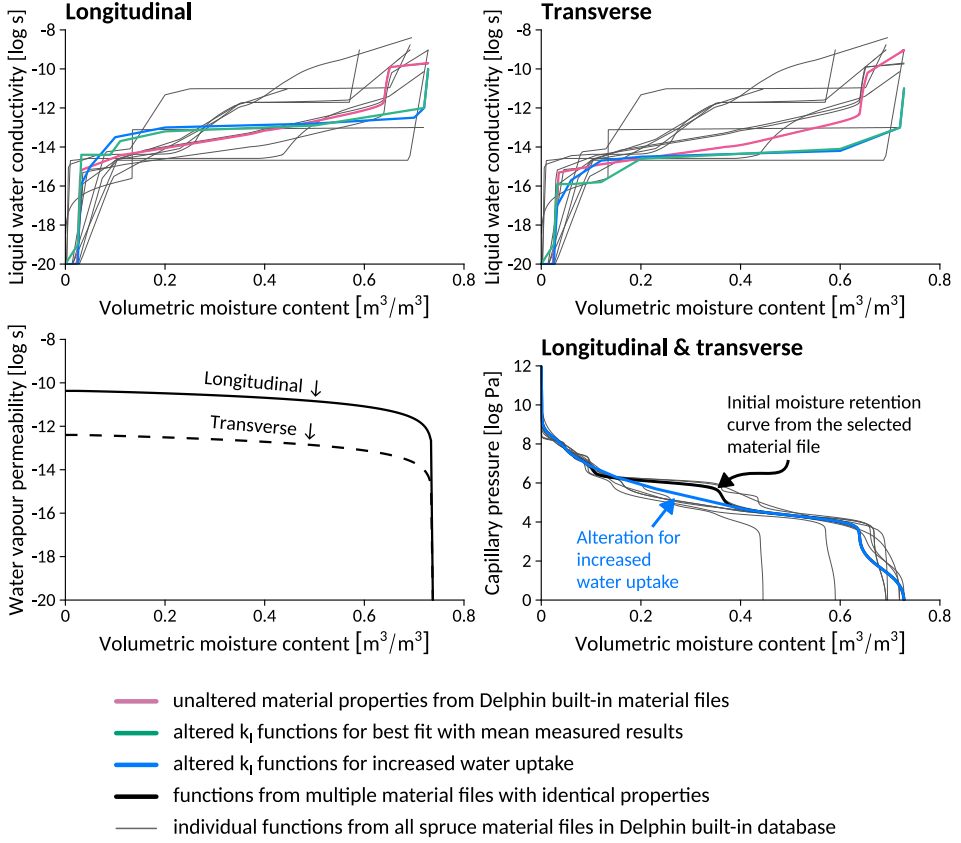 Longitudinal
Liquid water conductivity [log s]
-8
-10
-12
-14
-16
-18
-20
0
0.2
0.4
0.6
0.8
Volumetric moisture content [m³/m³]
Transverse
Liquid water conductivity [log s]
-8
-10
-12
-14
-16
-18
-20
0
0.2
0.4
0.6
0.8
Volumetric moisture content [m³/m³]
Water vapour permeability [log s]
-8
-10
-12
-14
-15
-20
Longitudinal ↓
Transverse ↓
0
0.2
0.4
0.6
0.8
Volumetric moisture content [m³/m³]
Longitudinal & transverse
Capillary pressure [log Pa]
12
10
8
6
4
2
0
Initial moisture retention
curve from the selected
material file
Alteration for
increased
water uptake
0
0.2
0.4
0.6
0.8
Volumetric moisture content [m³/m³]
unaltered material properties from Delphin built-in material files
altered kl functions for best fit with mean measured results
altered kl functions for increased water uptake
functions from multiple material files with identical properties
individual functions from all spruce material files in Delphin built-in database